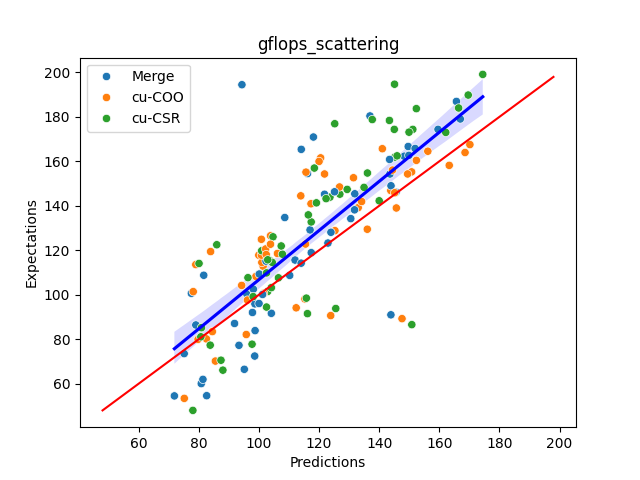 gflops_scattering
Merge
cu-COO
cu-CSR
200
180
160
140
120
100
80
60
Expectations
60 80 100 120 140 160 180 200
Predictions